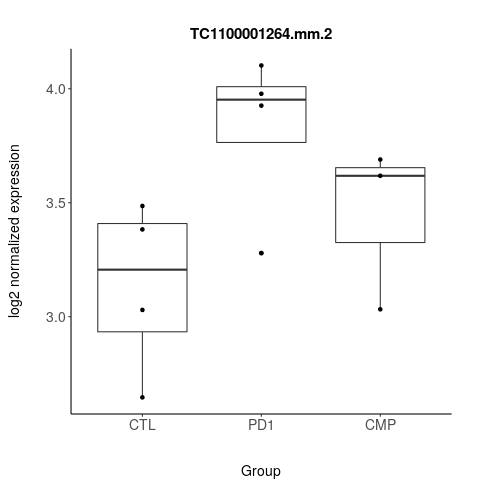 TC1100001264.mm.2
log2 normalized expression
4.0
3.5
3.0
CTL
PD1
CMP
Group